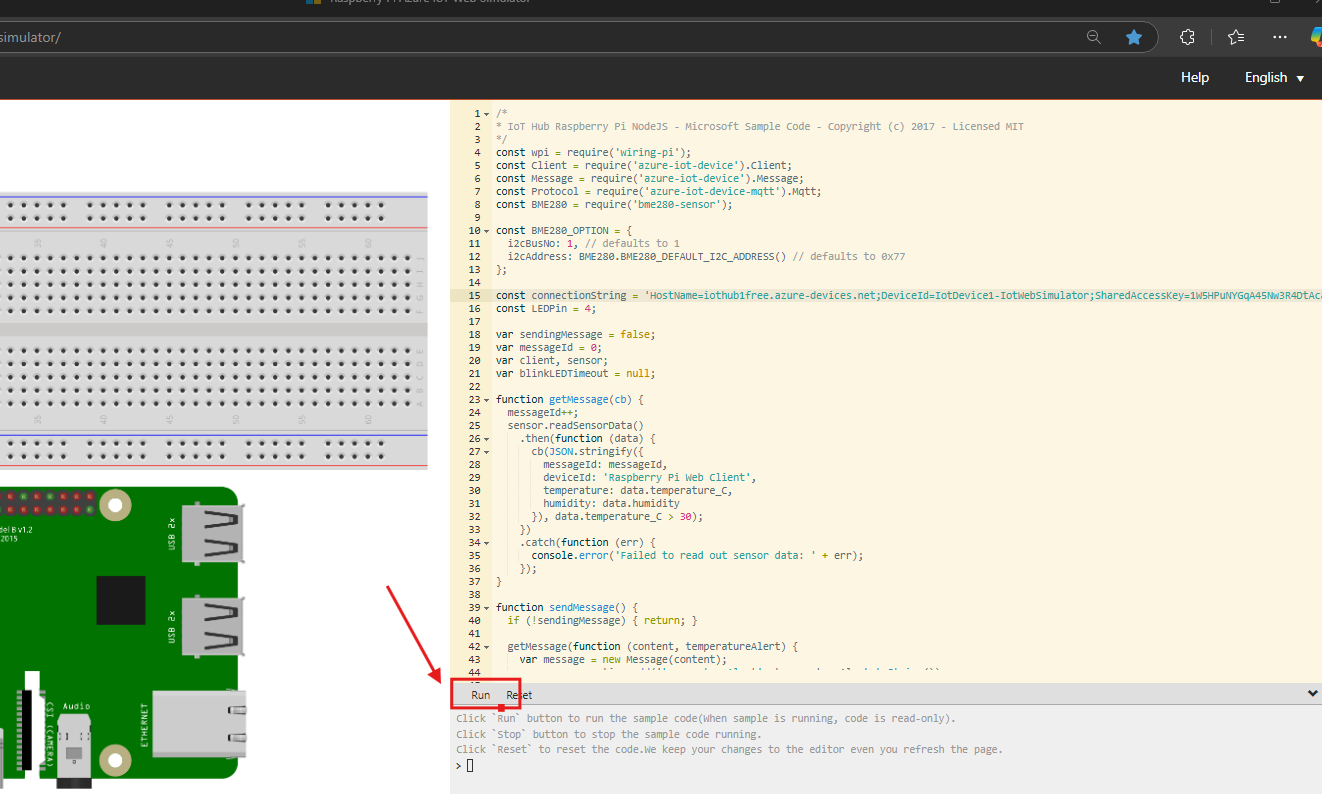 Raspberry Pi Azure IoT Web Simulator
simulator/
Help English
1 /*
2 * IoT Hub Raspberry Pi NodeJS - Microsoft Sample Code - Copyright (c) 2017 - Licensed MIT
3 */
4 const wpi = require('wiring-pi');
5 const Client = require('azure-iot-device').Client;
6 const Message = require('azure-iot-device').Message;
7 const Protocol = require('azure-iot-device-mqtt').Mqtt;
8 const BME280 = require('bme280-sensor');
9
10 const BME280_OPTION = {
11 i2cBusNo: 1, // defaults to 1
12 i2cAddress: BME280.BME280_DEFAULT_I2C_ADDRESS() // defaults to 0x77
13 };
14
15 const connectionString = 'HostName=iothub1free.azure-devices.net;DeviceId=IotDevice1-IotWebSimulator;SharedAccessKey=1W5HPuNYGqA45Nw3R4DtAca
16 const LEDPin = 4;
17
18 var sendingMessage = false;
19 var messageId = 0;
20 var client, sensor;
21 var blinkLEDTimeout = null;
22
23 function getMessage(cb) {
24 messageId++;
25 sensor.readSensorData()
26 .then(function (data) {
27 cb(JSON.stringify({
28 messageId: messageId,
29 deviceId: 'Raspberry Pi Web Client',
30 temperature: data.temperature_C,
31 humidity: data.humidity
32 }), data.temperature_C > 30);
33 })
34 .catch(function (err) {
35 console.error('Failed to read out sensor data: ' + err);
36 });
37 }
38
39 function sendMessage() {
40 if (!sendingMessage) { return; }
41
42 getMessage(function (content, temperatureAlert) {
43 var message = new Message(content);
44
Run Reset
Click `Run` button to run the sample code(When sample is running, code is read-only).
Click `Stop` button to stop the sample code running.
Click `Reset` to reset the code.We keep your changes to the editor even you refresh the page.
>
35 40 45 50 55 60
J
I
H
G
F
E
D
C
B
A
35 40 45 50 55 60
del B v1.2
2015
USB 2x
USB 2x
ETHERNET
Audio
CSI (CAMERA)